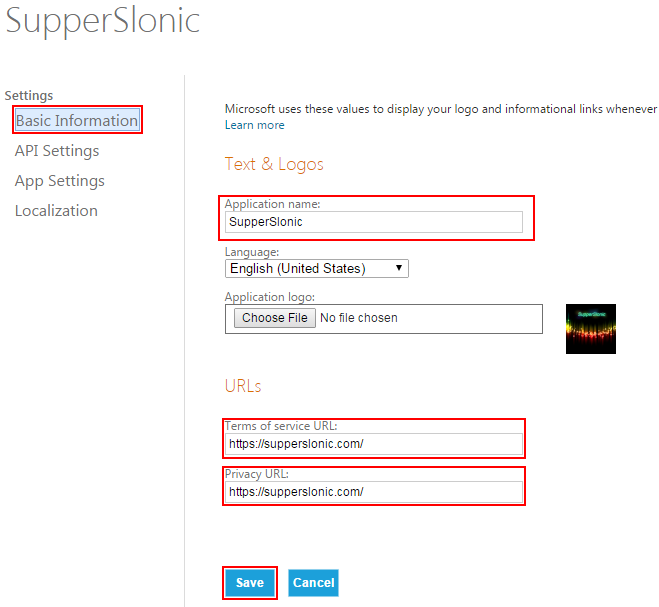 SupperSlonic
Settings
Basic Information
API Settings
App Settings
Localization
Microsoft uses these values to display your logo and informational links whenever
Learn more
Text & Logos
Application name:
SupperSlonic
Language:
English (United States)
Application logo:
Choose File No file chosen
SupperSlonic
URLs
Terms of service URL:
https://supperslonic.com/
Privacy URL:
https://supperslonic.com/
Save Cancel